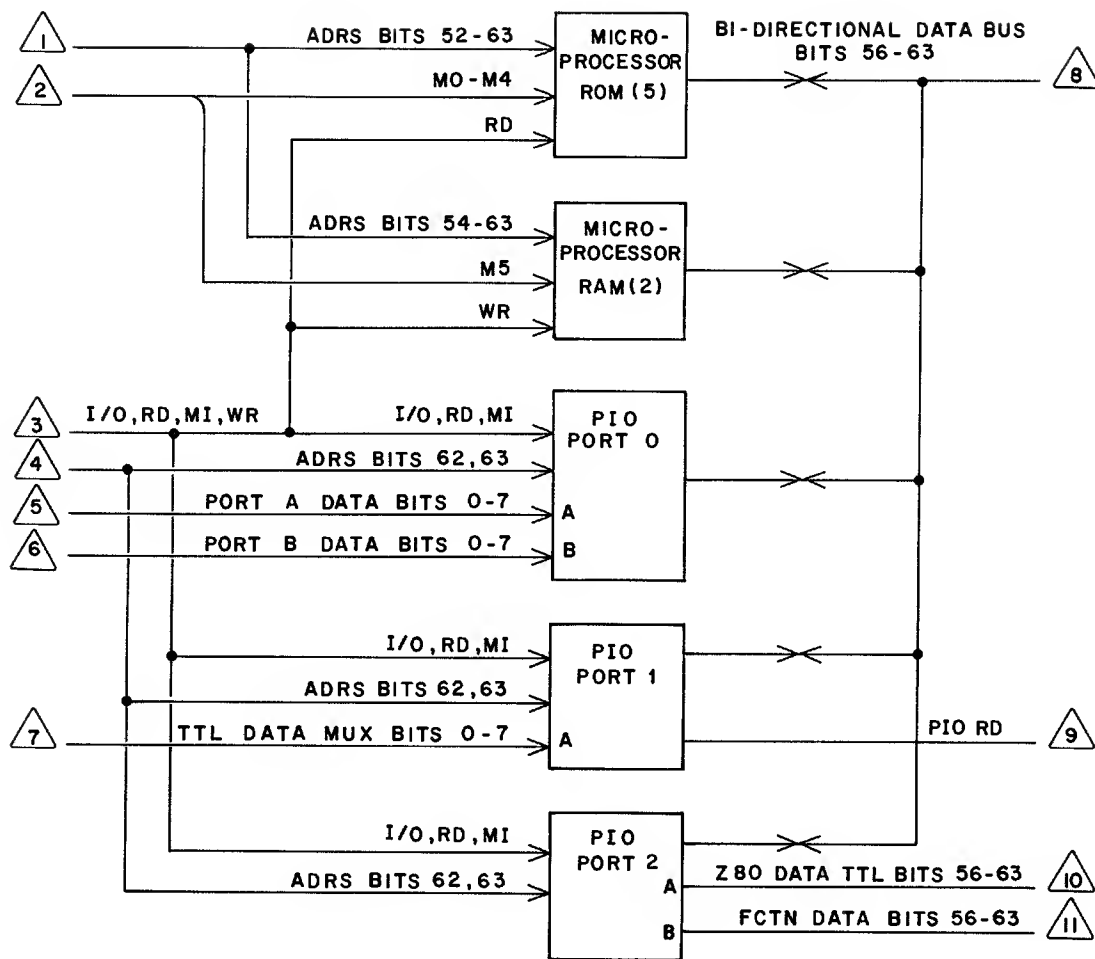 1
ADRS BITS 52-63
MICRO-
PROCESSOR
ROM (5)
BI-DIRECTIONAL DATA BUS
BITS 56-63
8
2
MO-M4
RD
ADRS BITS 54-63
MICRO-
PROCESSOR
RAM (2)
M5
WR
3
I/O, RD, MI, WR
I/O, RD, MI
PIO
PORT 0
4
ADRS BITS 62,63
5
PORT A DATA BITS 0-7
A
6
PORT B DATA BITS 0-7
B
I/O, RD, MI
PIO
PORT 1
ADRS BITS 62,63
7
TTL DATA MUX BITS 0-7
A
PIO RD
9
I/O, RD, MI
PIO
PORT 2
ADRS BITS 62,63
A
Z80 DATA TTL BITS 56-63
10
B
FCTN DATA BITS 56-63
11